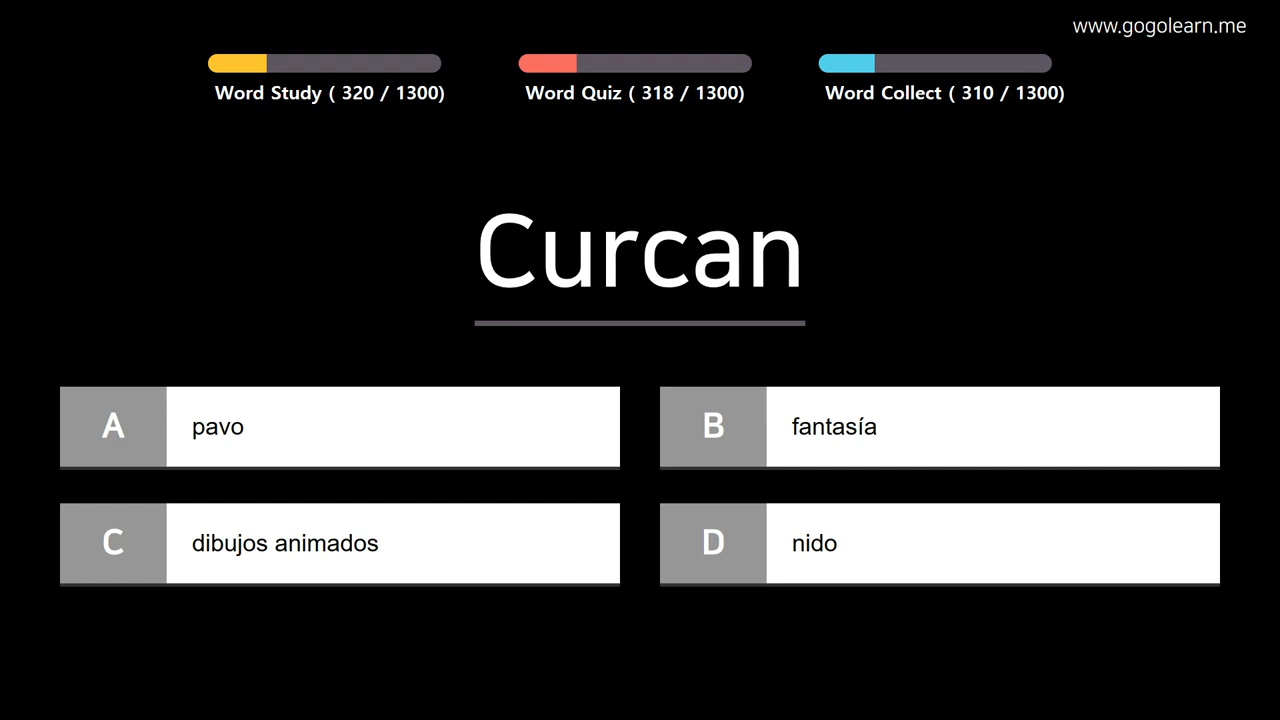 www.gogolearn.me
Word Study ( 320 / 1300)
Word Quiz ( 318 / 1300)
Word Collect ( 310 / 1300)
Curcan
A
pavo
B
fantasía
C
dibujos animados
D
nido